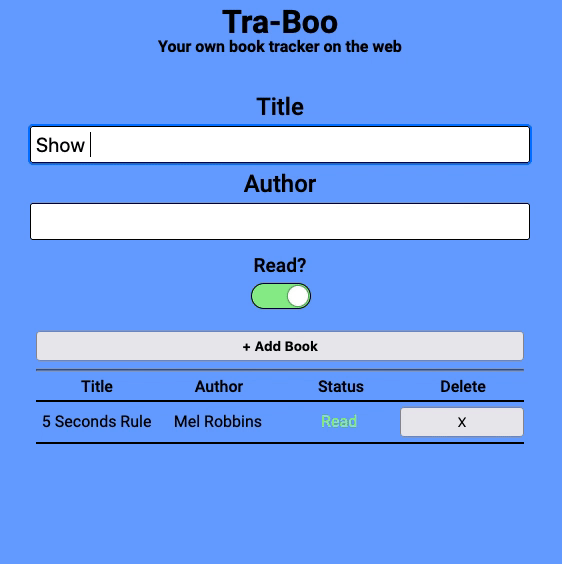 Tra-Boo
Your own book tracker on the web
Title
Show
Author
Read?
+ Add Book
Title Author Status Delete
5 Seconds Rule Mel Robbins Read X